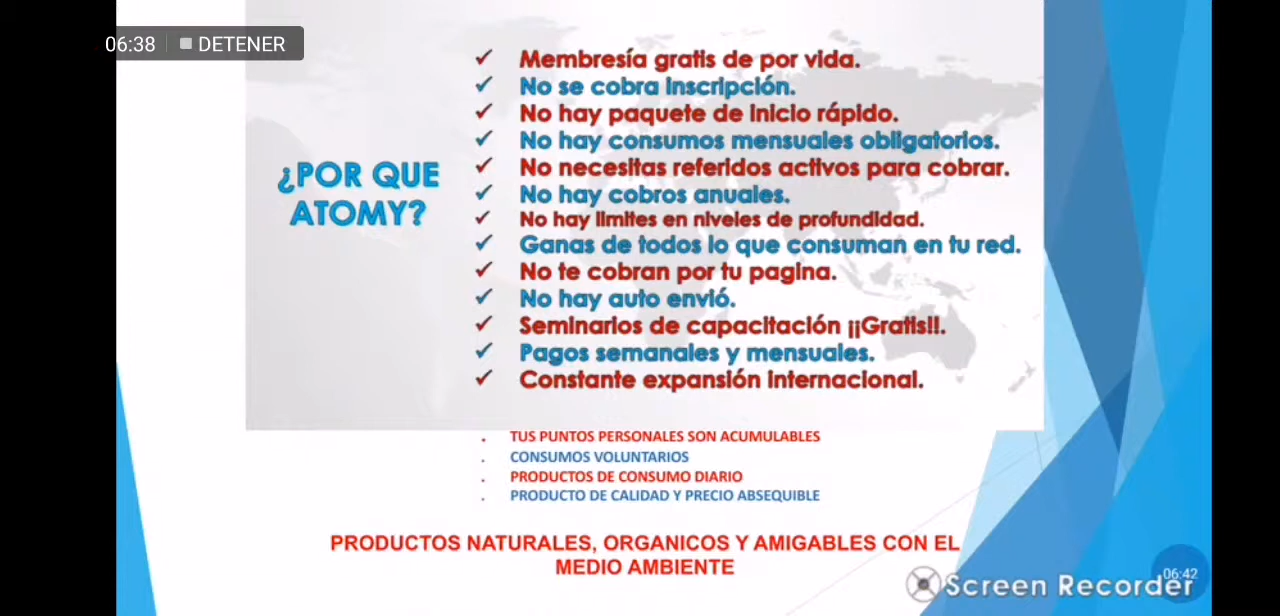 06:38 DETENER
¿POR QUE
ATOMY?
Membresía gratis de por vida.
No se cobra inscripción.
No hay paquete de inicio rápido.
No hay consumos mensuales obligatorios.
No necesitas referidos activos para cobrar.
No hay cobros anuales.
No hay limites en niveles de profundidad.
Ganas de todos lo que consuman en tu red.
No te cobran por tu pagina.
No hay auto envió.
Seminarios de capacitación ¡¡Gratis!!.
Pagos semanales y mensuales.
Constante expansión internacional.
TUS PUNTOS PERSONALES SON ACUMULABLES
CONSUMOS VOLUNTARIOS
PRODUCTOS DE CONSUMO DIARIO
PRODUCTO DE CALIDAD Y PRECIO ABSEQUIBLE
PRODUCTOS NATURALES, ORGANICOS Y AMIGABLES CON EL
MEDIO AMBIENTE
06:42
Screen Recorder